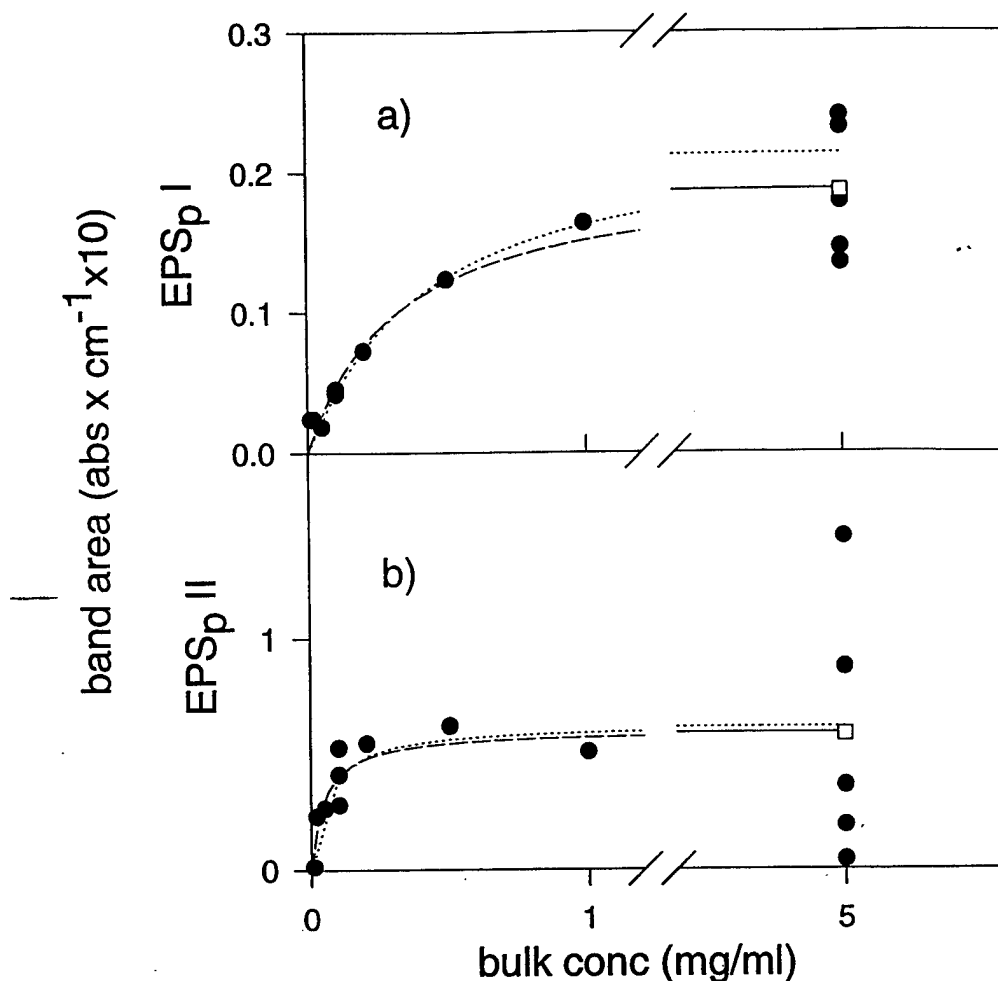 0.3
a)
0.2
EPSp I
0.1
0.0
band area (abs x cm-1x10)
b)
EPSp II
1
0
0
1
5
bulk conc (mg/ml)